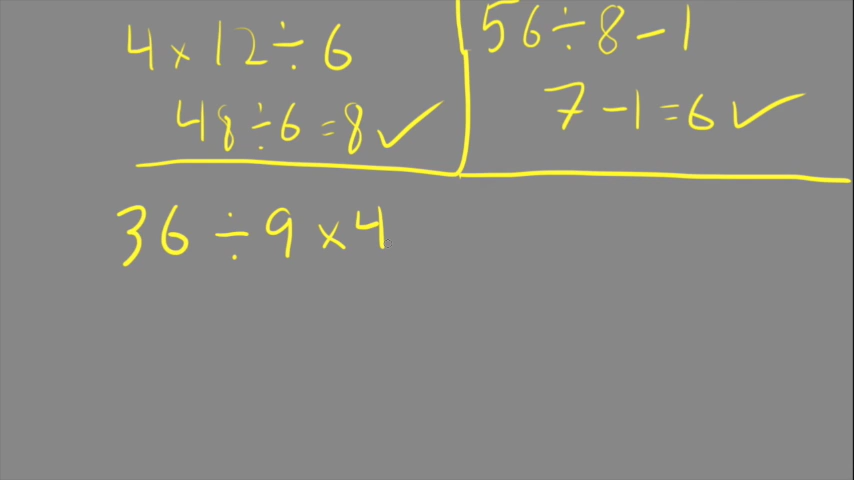 4 × 12 ÷ 6
48 ÷ 6 = 8 ✓
56 ÷ 8 - 1
7 - 1 = 6 ✓
36 ÷ 9 × 4